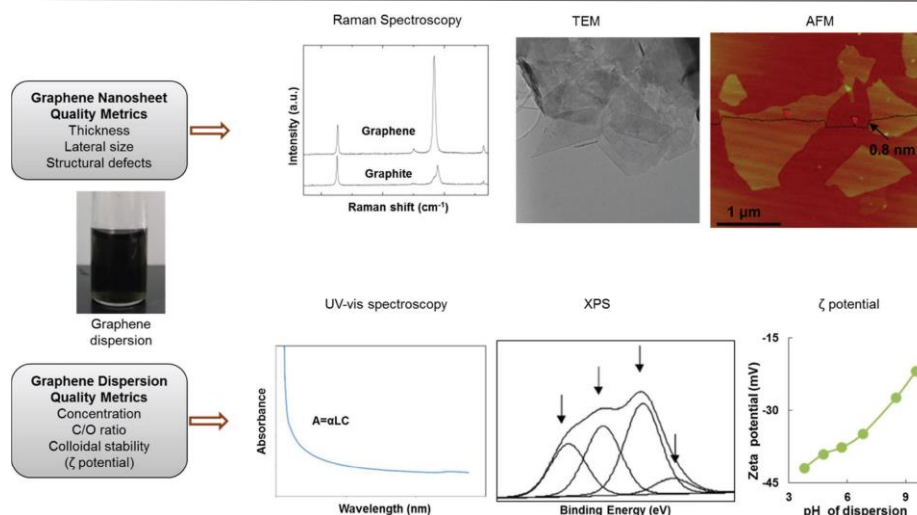 Raman Spectroscopy
TEM
AFM
Graphene Nanosheet
Quality Metrics
Thickness
Lateral size
Structural defects
Intensity (a.u.)
Graphene
Graphite
Raman shift (cm⁻¹)
0.8 nm
1 µm
Graphene
dispersion
UV-vis spectroscopy
XPS
ζ potential
Graphene Dispersion
Quality Metrics
Concentration
C/O ratio
Colloidal stability
(ζ potential)
Absorbance
A=αLC
Wavelength (nm)
Binding Energy (eV)
Zeta potential (mV)
-15
-30
-45
3
6
9
pH of dispersion